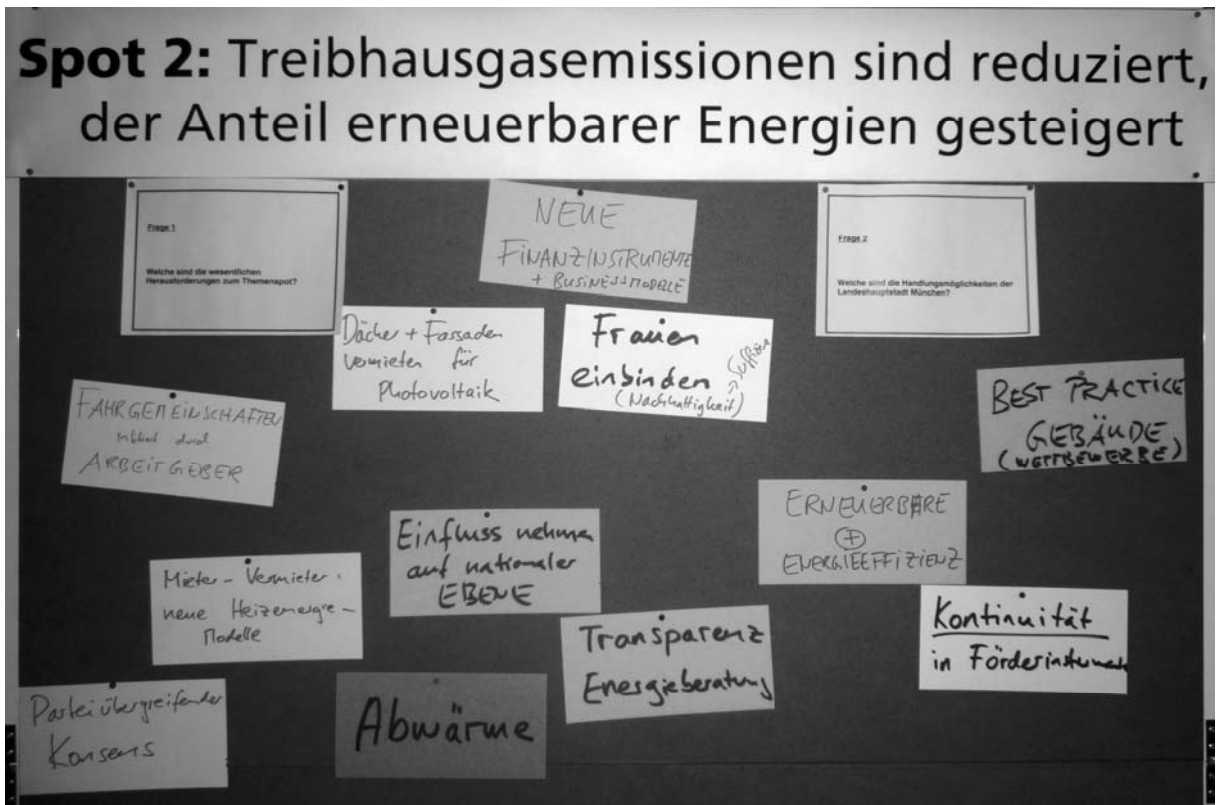 Spot 2: Treibhausgasemissionen sind reduziert,
der Anteil erneuerbarer Energien gesteigert
Frage 1
Welche sind die wesentlichen
Herausforderungen zum Themenspot?
NEUE
FINANZINSTRUMENTE
+ BUSINESSMODELLE
Frage 2
Welche sind die Handlungsmöglichkeiten der
Landeshauptstadt München?
Dächer + Fassaden
vermieten für
Photovoltaik
Frauen
einbinden
(Nachhaltigkeit)
FAHRGEMEINSCHAFTEN
durch
ARBEITGEBER
BEST PRACTICE
GEBÄUDE
(WETTBEWERBE)
ERNEUERBARE
+
ENERGIEEFFIZIENZ
Einfluss nehmen
auf nationaler
EBENE
Mieter - Vermieter:
neue Heizenergie-
Modelle
Transparenz
Energieberatung
Kontinuität
in Förderinstrument
Parteiübergreifender
Konsens
Abwärme